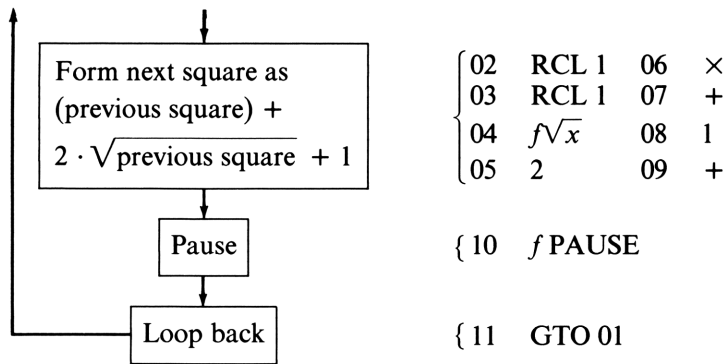 Form next square as
(previous square) +
2 · √previous square + 1
02 RCL 1 06 ×
03 RCL 1 07 +
04 f√x 08 1
05 2 09 +
Pause
{ 10 f PAUSE
Loop back
{ 11 GTO 01